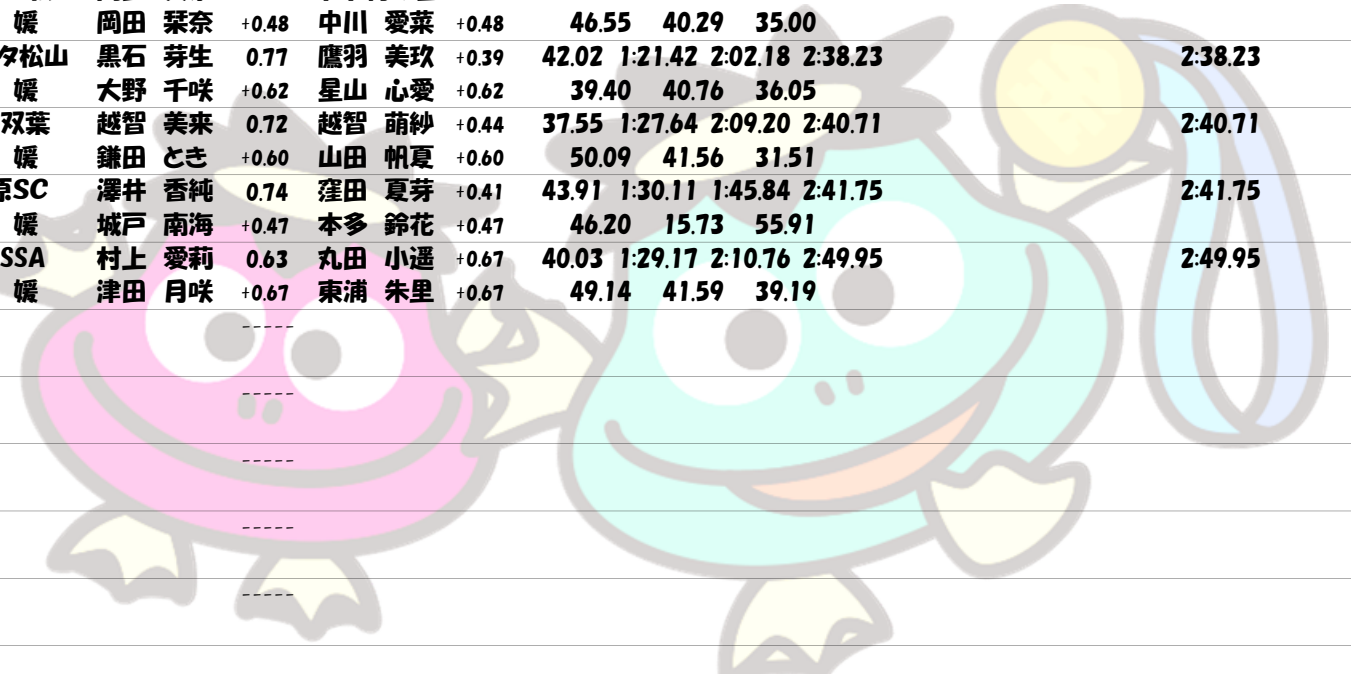 媛 岡田 栞奈 +0.48 中川 愛菜 +0.48 46.55 40.29 35.00
タ松山 黒石 芽生 0.77 鷹羽 美玖 +0.39 42.02 1:21.42 2:02.18 2:38.23 2:38.23
媛 大野 千咲 +0.62 星山 心愛 +0.62 39.40 40.76 36.05
双葉 越智 美来 0.72 越智 萌紗 +0.44 37.55 1:27.64 2:09.20 2:40.71 2:40.71
媛 鎌田 とき +0.60 山田 帆夏 +0.60 50.09 41.56 31.51
原SC 澤井 香純 0.74 窪田 夏芽 +0.41 43.91 1:30.11 1:45.84 2:41.75 2:41.75
媛 城戸 南海 +0.47 本多 鈴花 +0.47 46.20 15.73 55.91
SSA 村上 愛莉 0.63 丸田 小遥 +0.67 40.03 1:29.17 2:10.76 2:49.95 2:49.95
媛 津田 月咲 +0.67 東浦 朱里 +0.67 49.14 41.59 39.19
-----
-----
-----
-----
-----